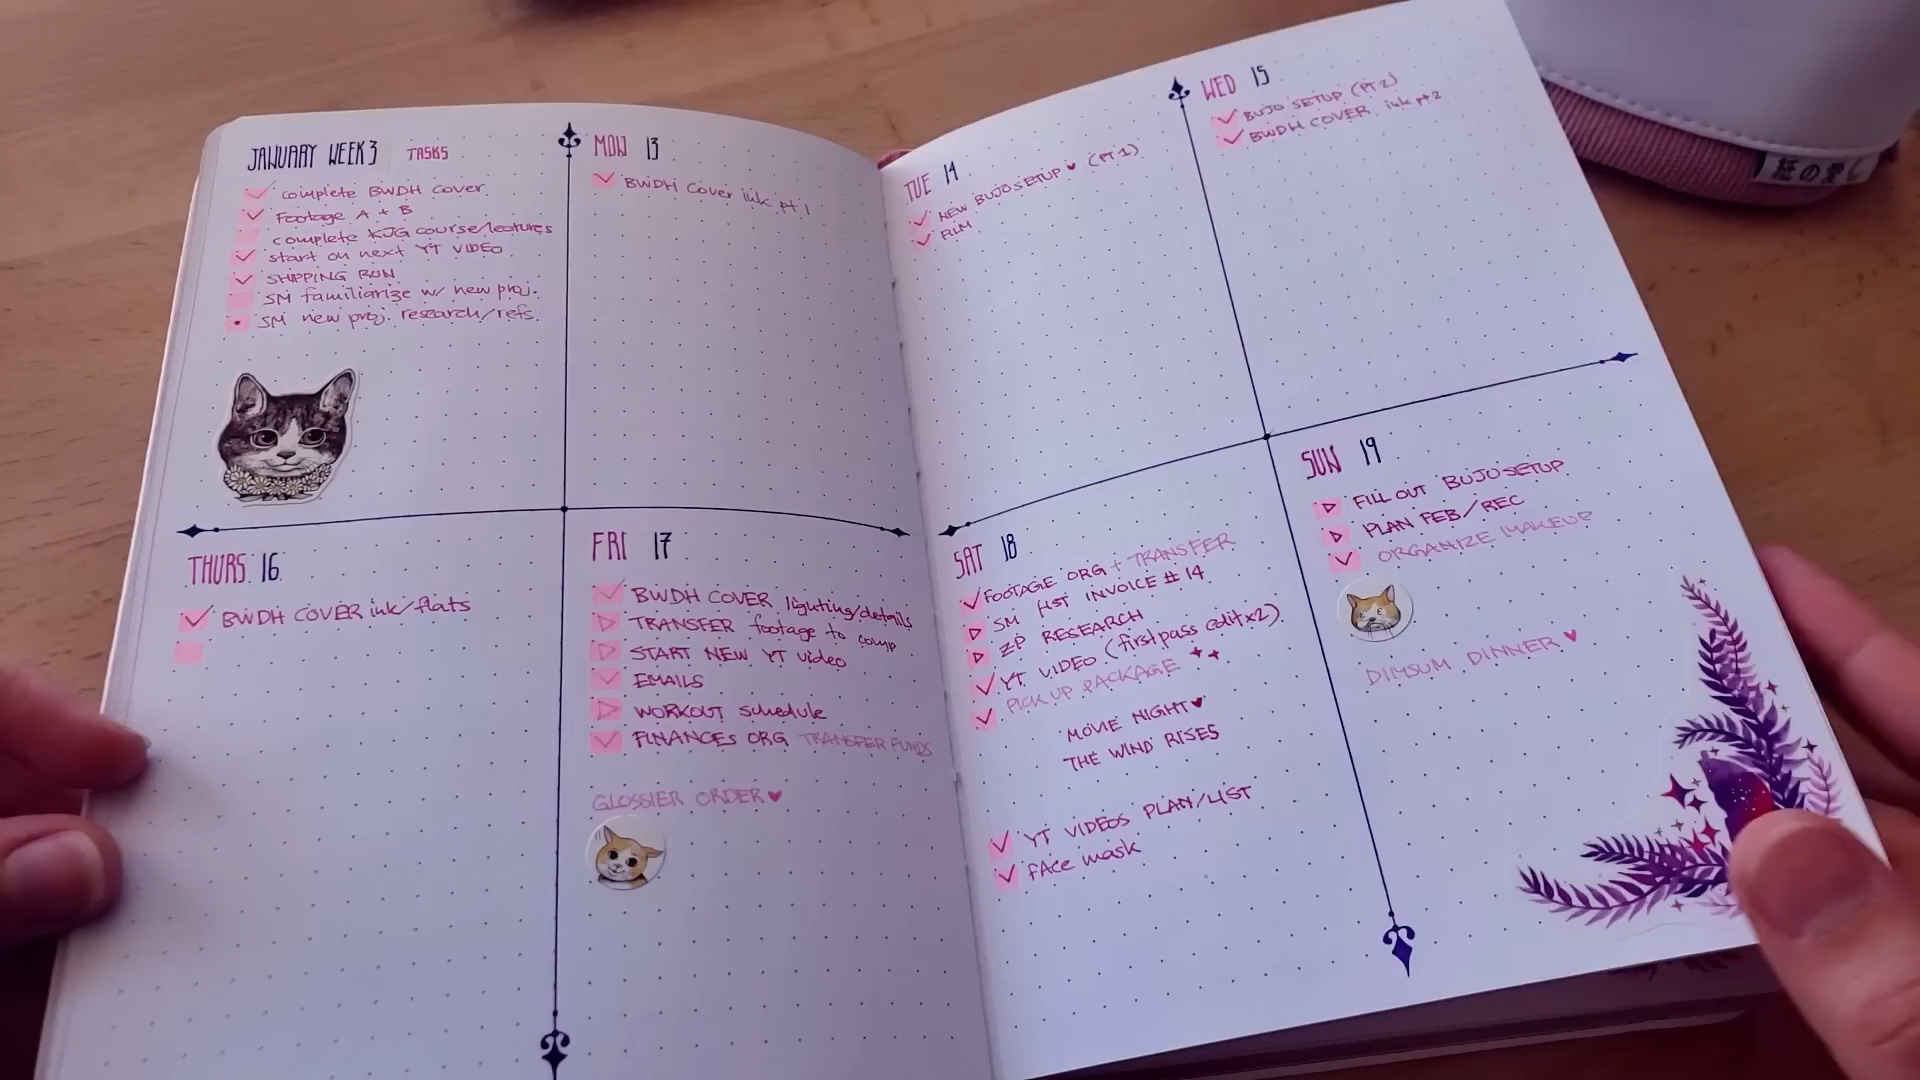 JANUARY WEEK 3 TASKS
complete BWDH cover
Footage A + B
complete KJG course/lectures
start on next YT VIDEO
SHIPPING RUN
SM familiarize w/ new proj.
SM new proj. research/refs.
MON 13
BWDH Cover ink pt 1
TUE 14
NEW BUJO SETUP ♥ (PT 1)
FILM
WED 15
BUJO SETUP (PT 2)
BWDH COVER ink pt 2
THURS 16
BWDH COVER ink/flats
FRI 17
BWDH COVER lighting/details
TRANSFER footage to comp
START NEW YT video
EMAILS
WORKOUT schedule
FINANCES ORG TRANSFER FUNDS
GLOSSIER ORDER ♥
SAT 18
FOOTAGE ORG + TRANSFER
SM HST INVOICE # 14
ZP RESEARCH
YT VIDEO (first pass edit x2)
PICK UP PACKAGE
MOVIE NIGHT ♥
THE WIND RISES
YT VIDEOS PLAN/LIST
FACE mask
SUN 19
FILL OUT BUJO SETUP
PLAN FEB/REC
ORGANIZE MAKEUP
DIMSUM DINNER ♥